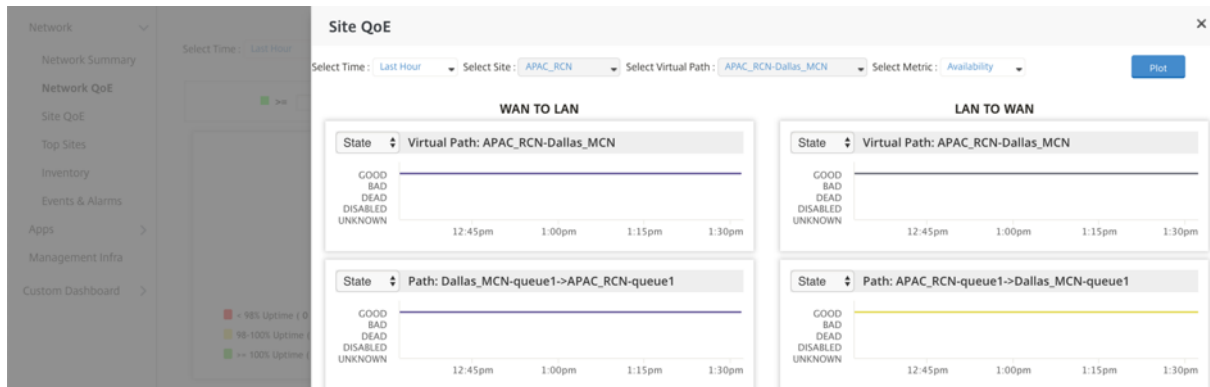 Network
Network Summary
Network QoE
Site QoE
Top Sites
Inventory
Events & Alarms
Apps
Management Infra
Custom Dashboard
Select Time : Last Hour
>=
< 98% Uptime ( 0
98-100% Uptime (
>= 100% Uptime (
Site QoE
×
Select Time : Last Hour Select Site : APAC_RCN Select Virtual Path : APAC_RCN-Dallas_MCN Select Metric : Availability Plot
WAN TO LAN
State Virtual Path: APAC_RCN-Dallas_MCN
GOOD
BAD
DEAD
DISABLED
UNKNOWN
12:45pm 1:00pm 1:15pm 1:30pm
State Path: Dallas_MCN-queue1->APAC_RCN-queue1
GOOD
BAD
DEAD
DISABLED
UNKNOWN
12:45pm 1:00pm 1:15pm 1:30pm
LAN TO WAN
State Virtual Path: APAC_RCN-Dallas_MCN
GOOD
BAD
DEAD
DISABLED
UNKNOWN
12:45pm 1:00pm 1:15pm 1:30pm
State Path: APAC_RCN-queue1->Dallas_MCN-queue1
GOOD
BAD
DEAD
DISABLED
UNKNOWN
12:45pm 1:00pm 1:15pm 1:30pm